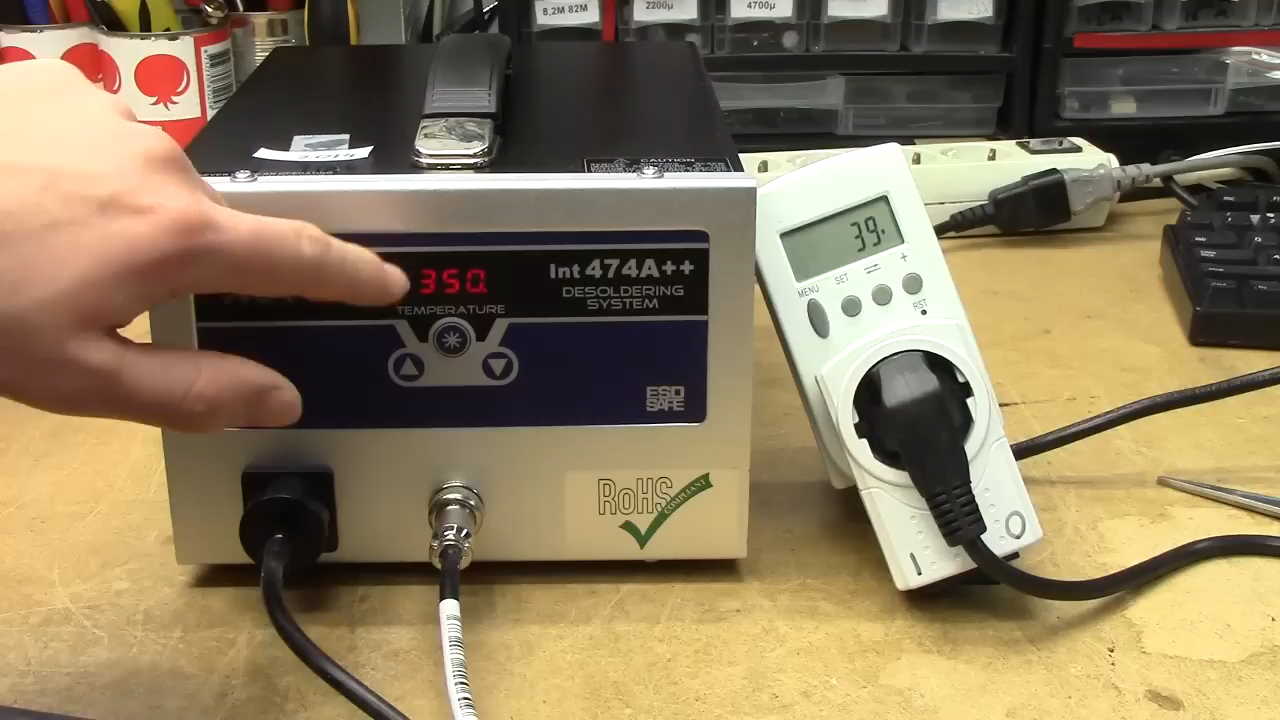 8,2M 82M
2200µ
4700µ
CAUTION
39
MENU
SET
+
RST
350.
Int 474A++
DESOLDERING
SYSTEM
TEMPERATURE
ESD
SAFE
RoHS
COMPLIANT
I
O